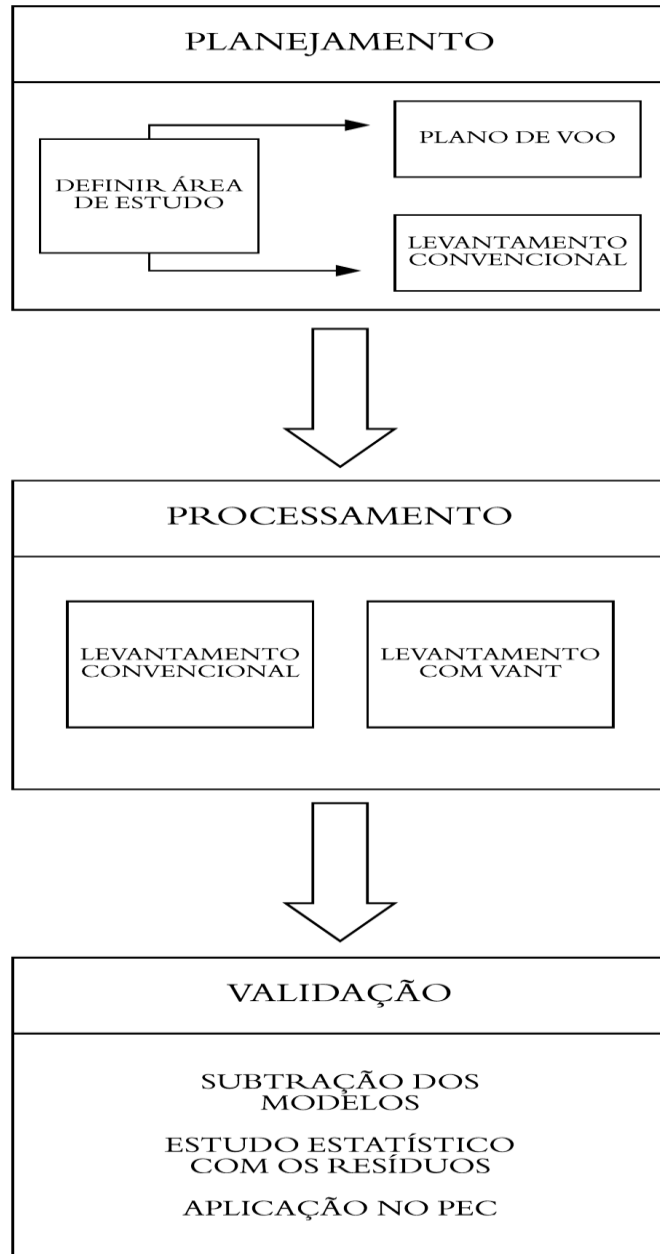 PLANEJAMENTO
PLANO DE VOO
DEFINIR ÁREA
DE ESTUDO
LEVANTAMENTO
CONVENCIONAL
PROCESSAMENTO
LEVANTAMENTO
CONVENCIONAL
LEVANTAMENTO
COM VANT
VALIDAÇÃO
SUBTRAÇÃO DOS
MODELOS
ESTUDO ESTATÍSTICO
COM OS RESÍDUOS
APLICAÇÃO NO PEC